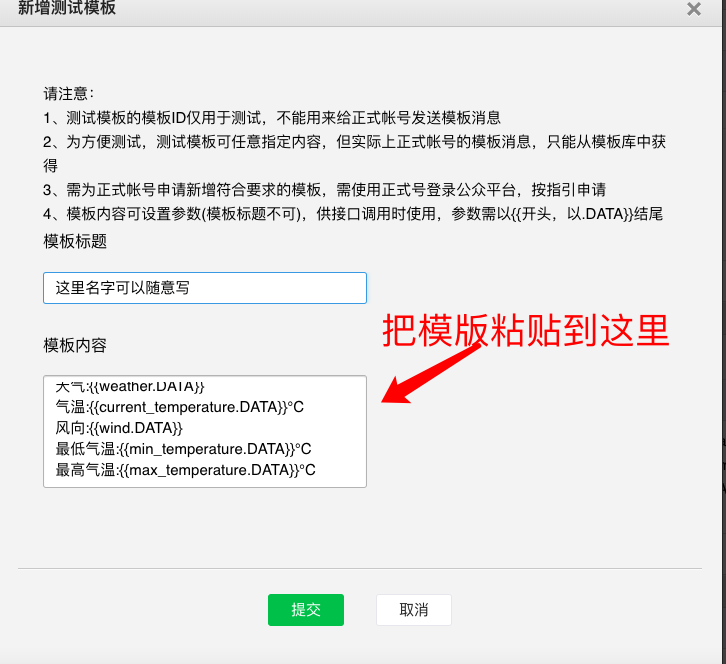 新增测试模板
请注意：
1、测试模板的模板ID仅用于测试，不能用来给正式帐号发送模板消息
2、为方便测试，测试模板可任意指定内容，但实际上正式帐号的模板消息，只能从模板库中获
得
3、需为正式帐号申请新增符合要求的模板，需使用正式号登录公众平台，按指引申请
4、模板内容可设置参数(模板标题不可)，供接口调用时使用，参数需以{{开头，以.DATA}}结尾
模板标题
这里名字可以随意写
把模版粘贴到这里
模板内容
天气:{{weather.DATA}}
气温:{{current_temperature.DATA}}°C
风向:{{wind.DATA}}
最低气温:{{min_temperature.DATA}}°C
最高气温:{{max_temperature.DATA}}°C
提交
取消